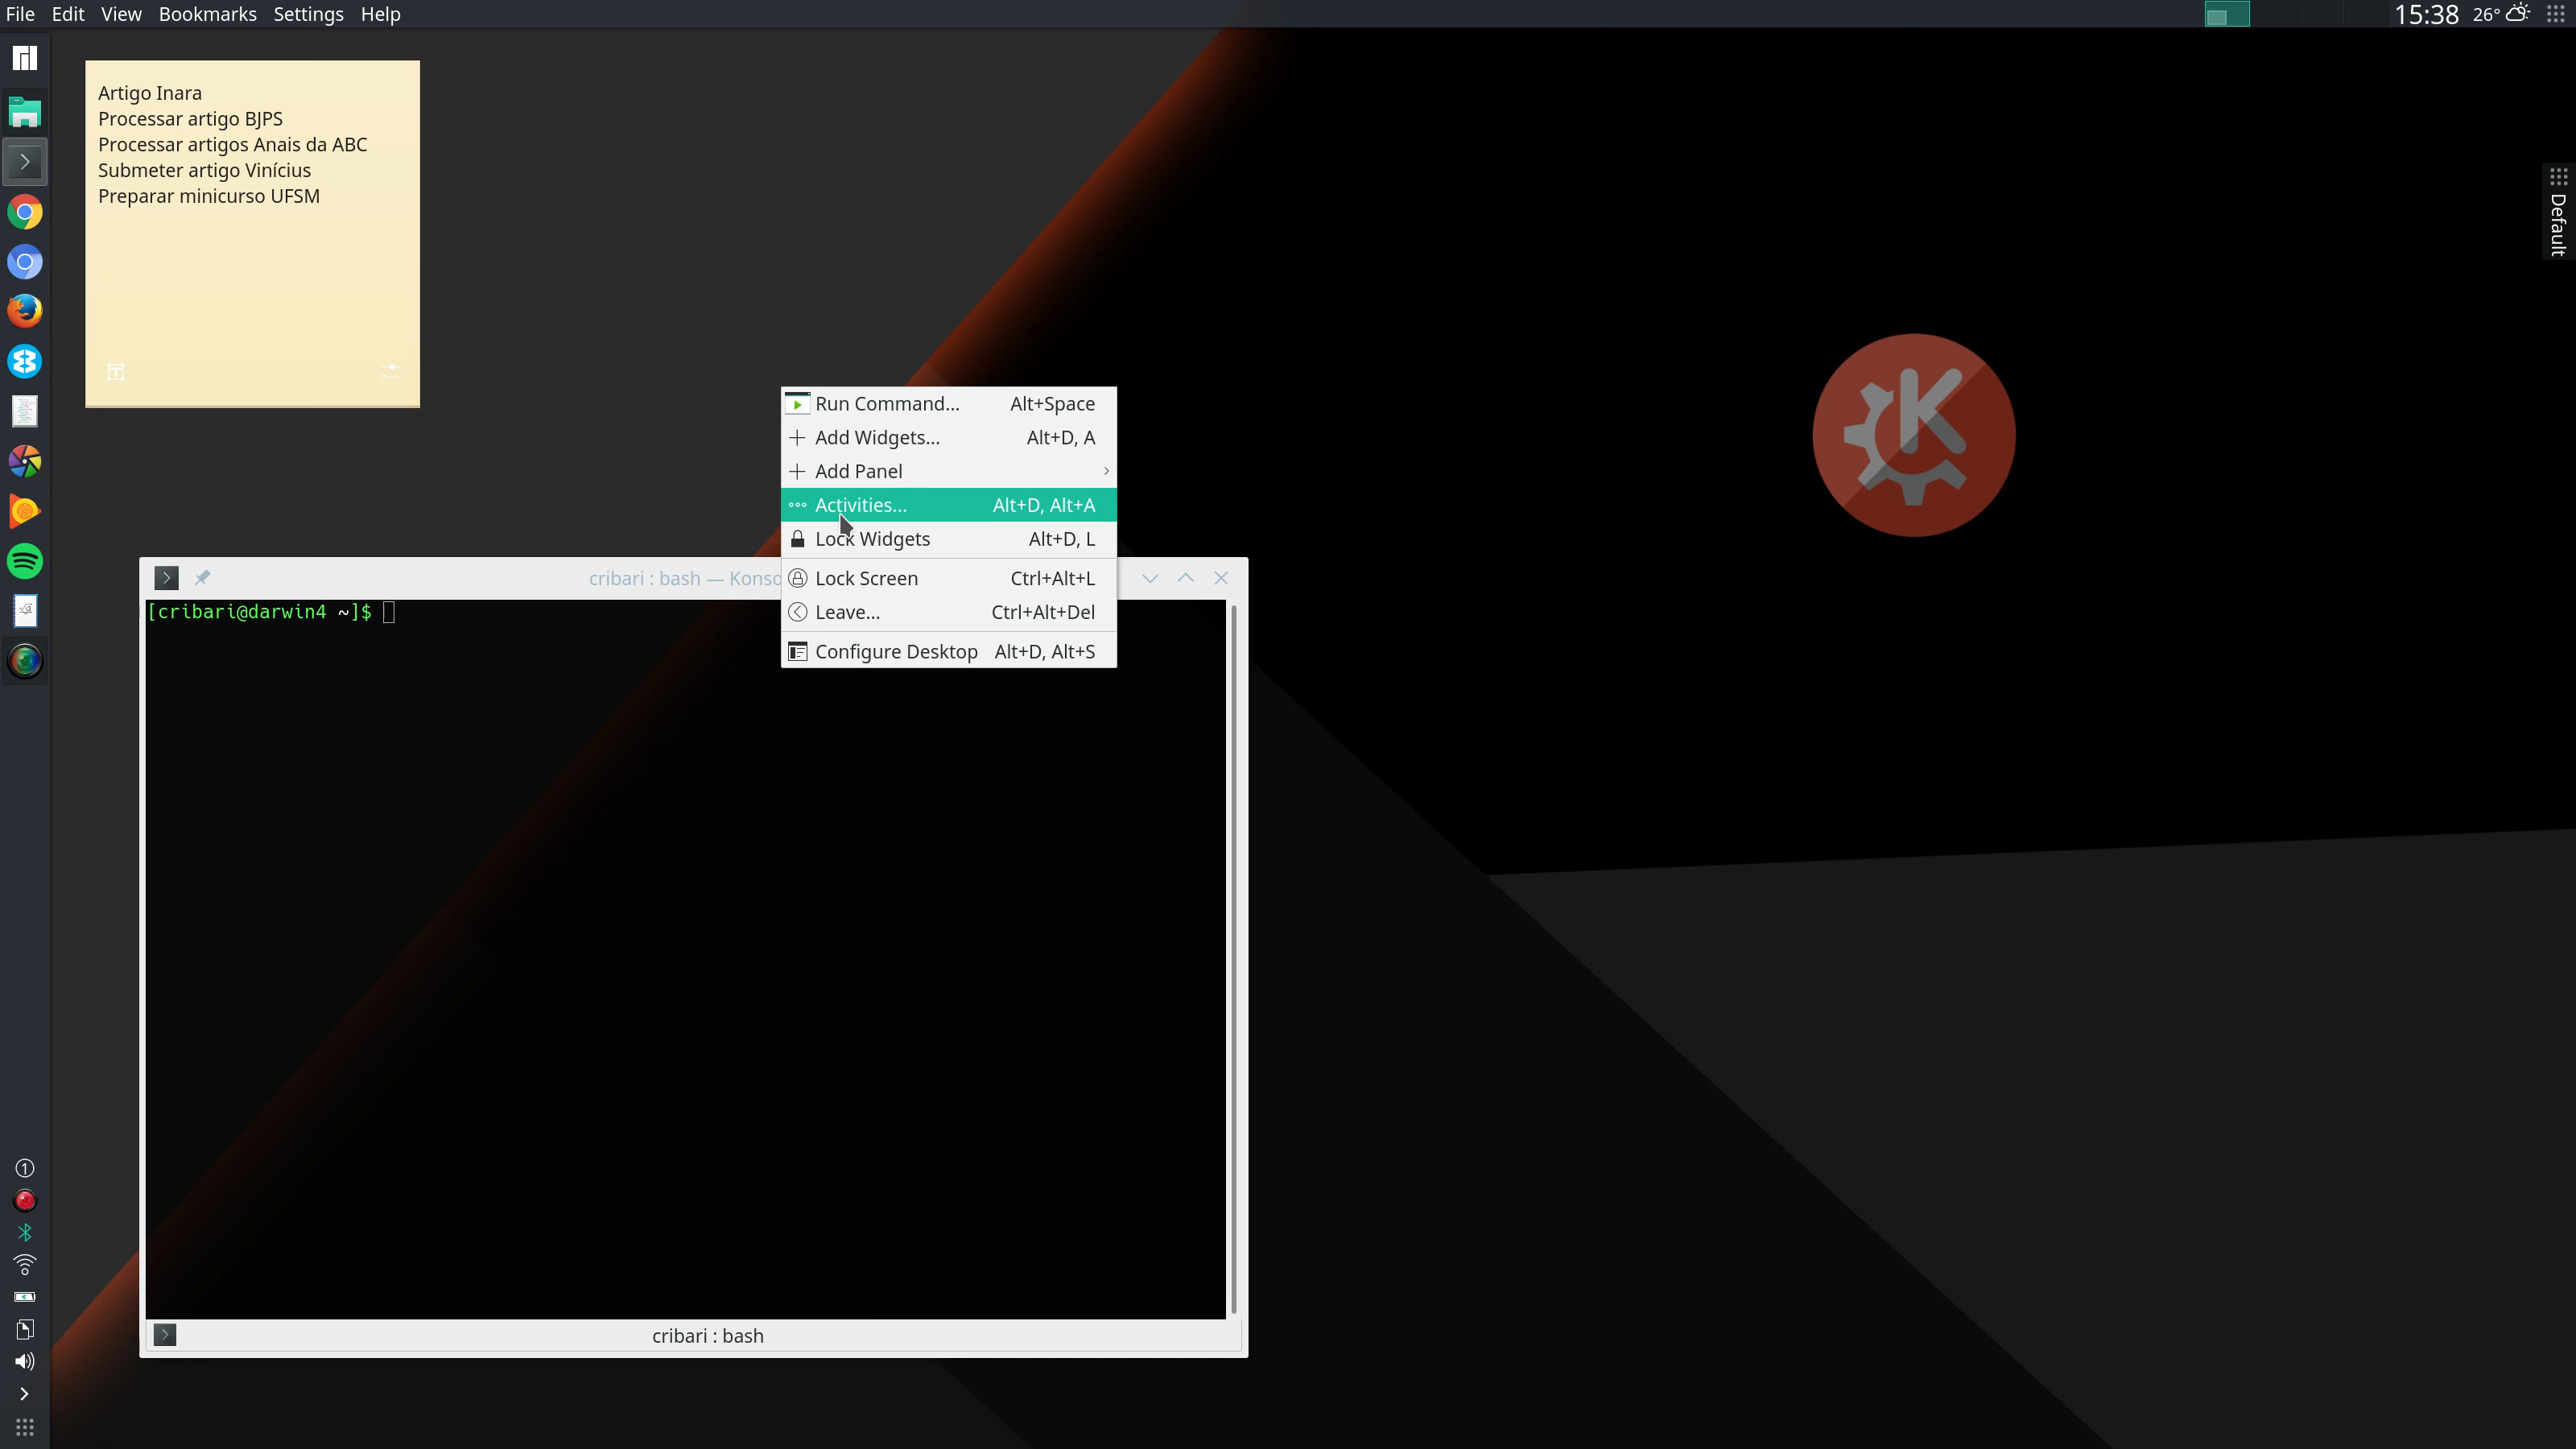 File Edit View Bookmarks Settings Help
15:38 26°
Artigo Inara
Processar artigo BJPS
Processar artigos Anais da ABC
Submeter artigo Vinícius
Preparar minicurso UFSM
Default
Run Command... Alt+Space
Add Widgets... Alt+D, A
Add Panel
Activities... Alt+D, Alt+A
Lock Widgets Alt+D, L
Lock Screen Ctrl+Alt+L
Leave... Ctrl+Alt+Del
Configure Desktop Alt+D, Alt+S
cribari : bash — Konso
[cribari@darwin4 ~]$
cribari : bash
1